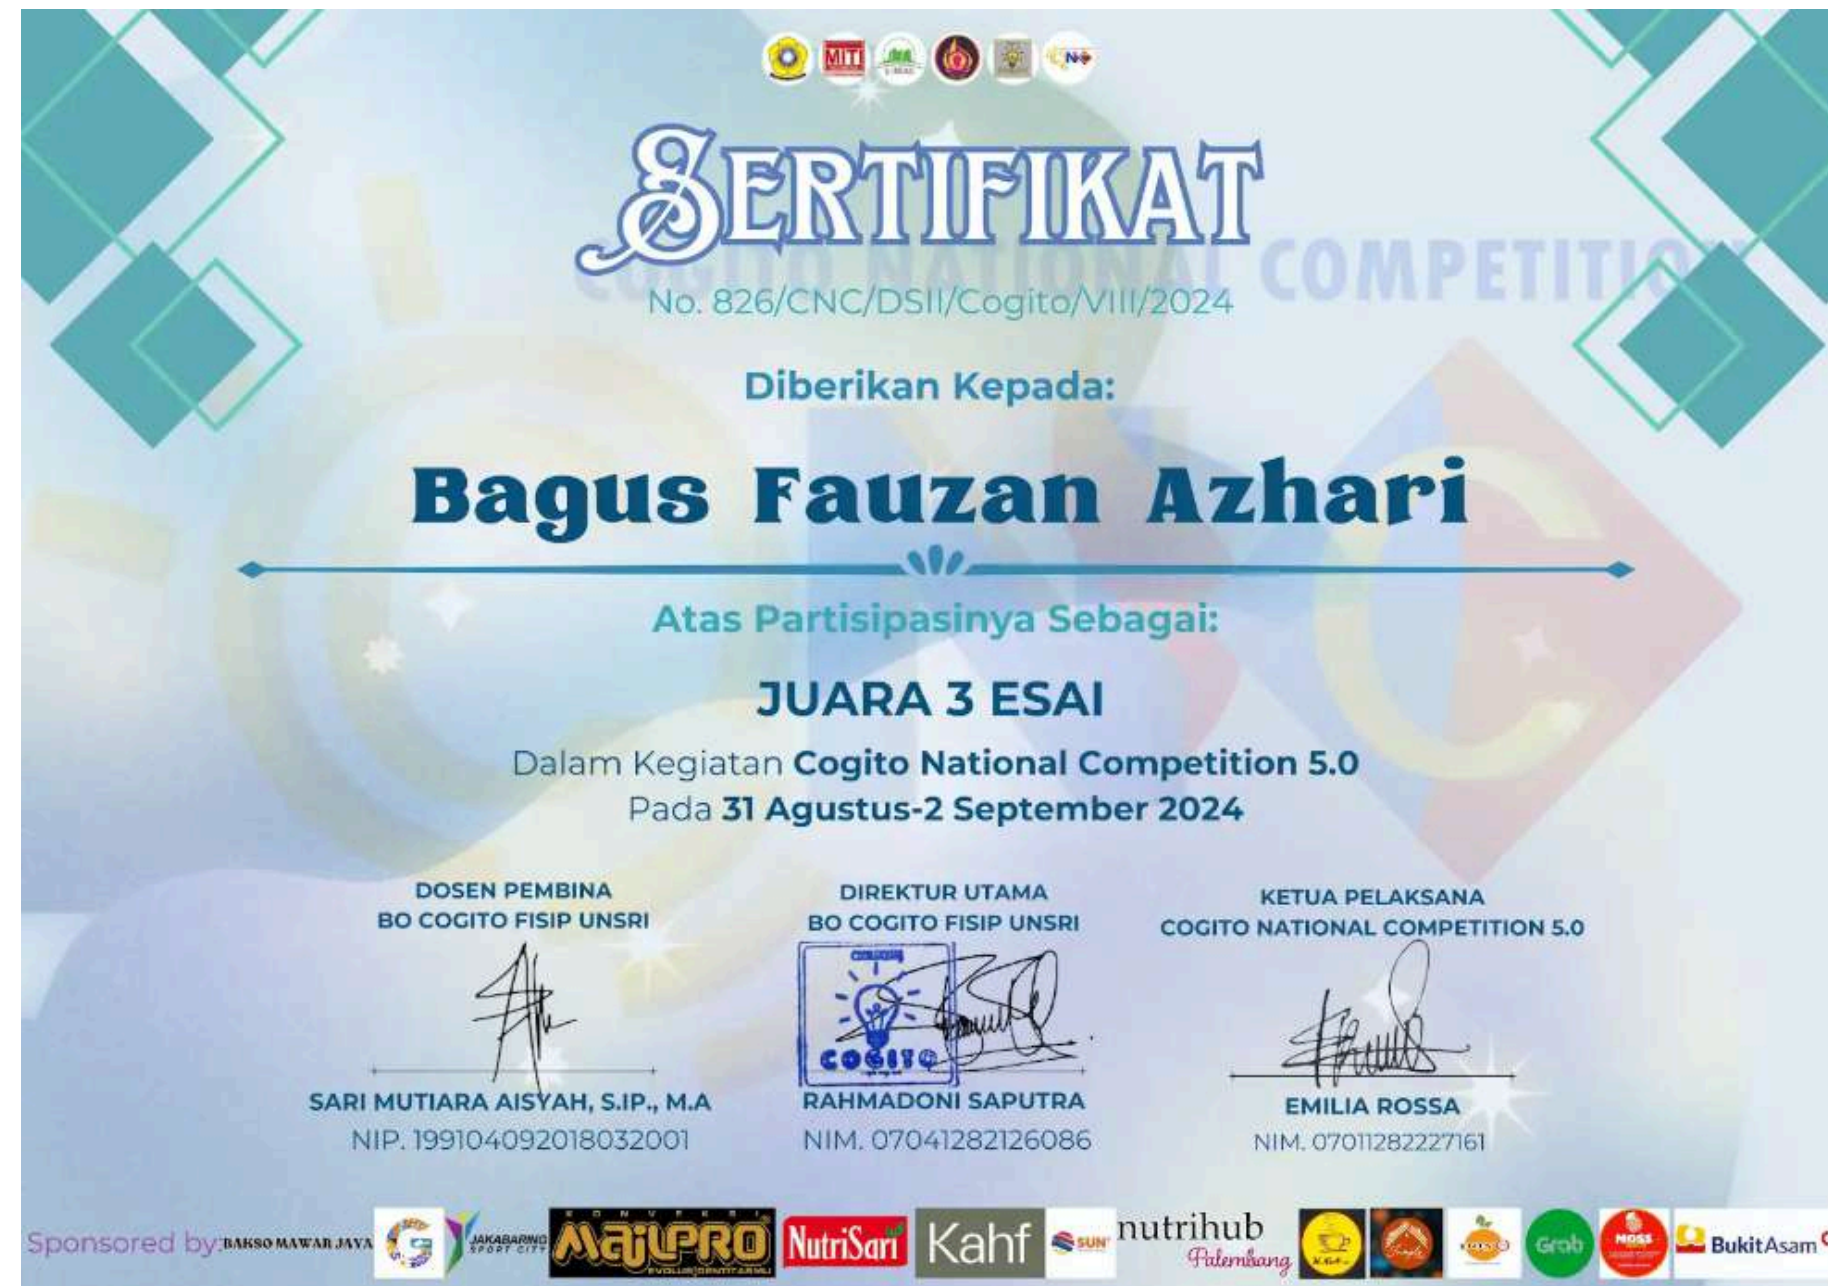 MITI
SERTIFIKAT
COGITO NATIONAL COMPETITION
No. 826/CNC/DSII/Cogito/VIII/2024
Diberikan Kepada:
Bagus Fauzan Azhari
Atas Partisipasinya Sebagai:
JUARA 3 ESAI
Dalam Kegiatan Cogito National Competition 5.0
Pada 31 Agustus-2 September 2024
DOSEN PEMBINA
BO COGITO FISIP UNSRI
DIREKTUR UTAMA
BO COGITO FISIP UNSRI
KETUA PELAKSANA
COGITO NATIONAL COMPETITION 5.0
COGITO
SARI MUTIARA AISYAH, S.IP., M.A
NIP. 199104092018032001
RAHMADONI SAPUTRA
NIM. 07041282126086
EMILIA ROSSA
NIM. 07011282227161
Sponsored by: BAKSO MAWAR JAYA
JAKABARING
SPORT CITY
KONVEKSI
MAILPRO
NutriSari
Kahf
SUN
nutrihub
Palembang
Grab
MOSS
BukitAsam